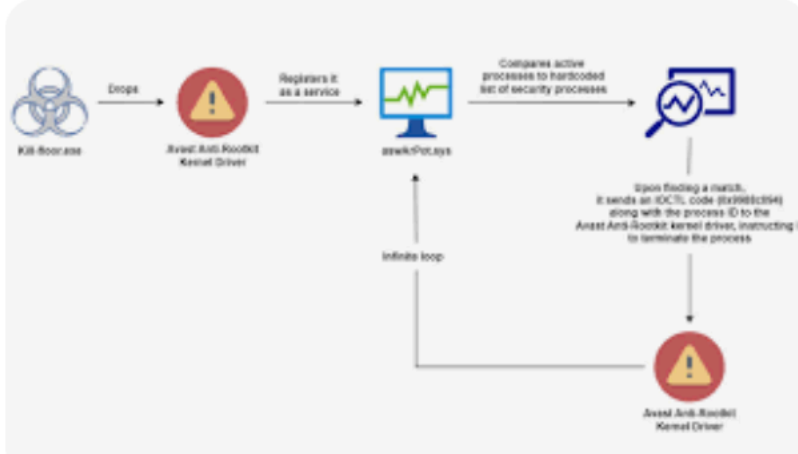 Drops
Registers it
as a service
Compares active
processes to hardcoded
list of security processes
Kill-floor.exe
Avast Anti-Rootkit
Kernel Driver
Upon finding a match,
it sends an IOCTL code
along with the process ID to the
Avast Anti-Rootkit kernel driver, instructing
to terminate the process
Infinite loop
Avast Anti-Rootkit
Kernel Driver